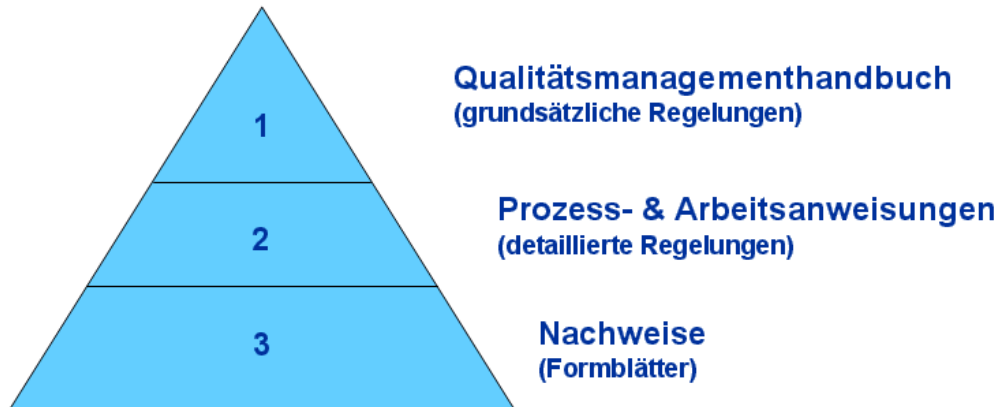 1
Qualitätsmanagementhandbuch
(grundsätzliche Regelungen)
2
Prozess- & Arbeitsanweisungen
(detaillierte Regelungen)
3
Nachweise
(Formblätter)